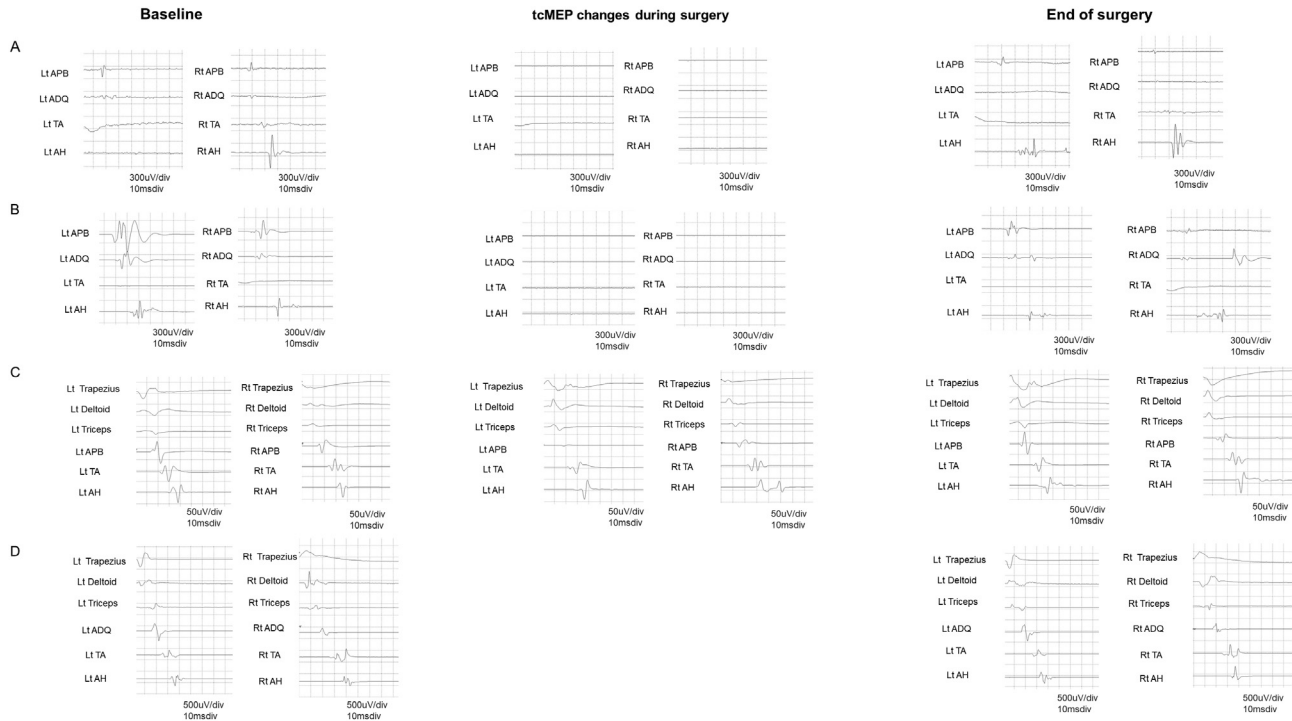 Baseline
tcMEP changes during surgery
End of surgery
A
Lt APB
Lt ADQ
Lt TA
Lt AH
300uV/div
10msdiv
Rt APB
Rt ADQ
Rt TA
Rt AH
300uV/div
10msdiv
Lt APB
Lt ADQ
Lt TA
Lt AH
300uV/div
10msdiv
Rt APB
Rt ADQ
Rt TA
Rt AH
300uV/div
10msdiv
Lt APB
Lt ADQ
Lt TA
Lt AH
300uV/div
10msdiv
Rt APB
Rt ADQ
Rt TA
Rt AH
300uV/div
10msdiv
B
Lt APB
Lt ADQ
Lt TA
Lt AH
300uV/div
10msdiv
Rt APB
Rt ADQ
Rt TA
Rt AH
300uV/div
10msdiv
Lt APB
Lt ADQ
Lt TA
Lt AH
300uV/div
10msdiv
Rt APB
Rt ADQ
Rt TA
Rt AH
300uV/div
10msdiv
Lt APB
Lt ADQ
Lt TA
Lt AH
300uV/div
10msdiv
Rt APB
Rt ADQ
Rt TA
Rt AH
300uV/div
10msdiv
C
Lt Trapezius
Lt Deltoid
Lt Triceps
Lt APB
Lt TA
Lt AH
50uV/div
10msdiv
Rt Trapezius
Rt Deltoid
Rt Triceps
Rt APB
Rt TA
Rt AH
50uV/div
10msdiv
Lt Trapezius
Lt Deltoid
Lt Triceps
Lt APB
Lt TA
Lt AH
50uV/div
10msdiv
Rt Trapezius
Rt Deltoid
Rt Triceps
Rt APB
Rt TA
Rt AH
50uV/div
10msdiv
Lt Trapezius
Lt Deltoid
Lt Triceps
Lt APB
Lt TA
Lt AH
50uV/div
10msdiv
Rt Trapezius
Rt Deltoid
Rt Triceps
Rt APB
Rt TA
Rt AH
50uV/div
10msdiv
D
Lt Trapezius
Lt Deltoid
Lt Triceps
Lt ADQ
Lt TA
Lt AH
500uV/div
10msdiv
Rt Trapezius
Rt Deltoid
Rt Triceps
Rt ADQ
Rt TA
Rt AH
500uV/div
10msdiv
Lt Trapezius
Lt Deltoid
Lt Triceps
Lt ADQ
Lt TA
Lt AH
500uV/div
10msdiv
Rt Trapezius
Rt Deltoid
Rt Triceps
Rt ADQ
Rt TA
Rt AH
500uV/div
10msdiv